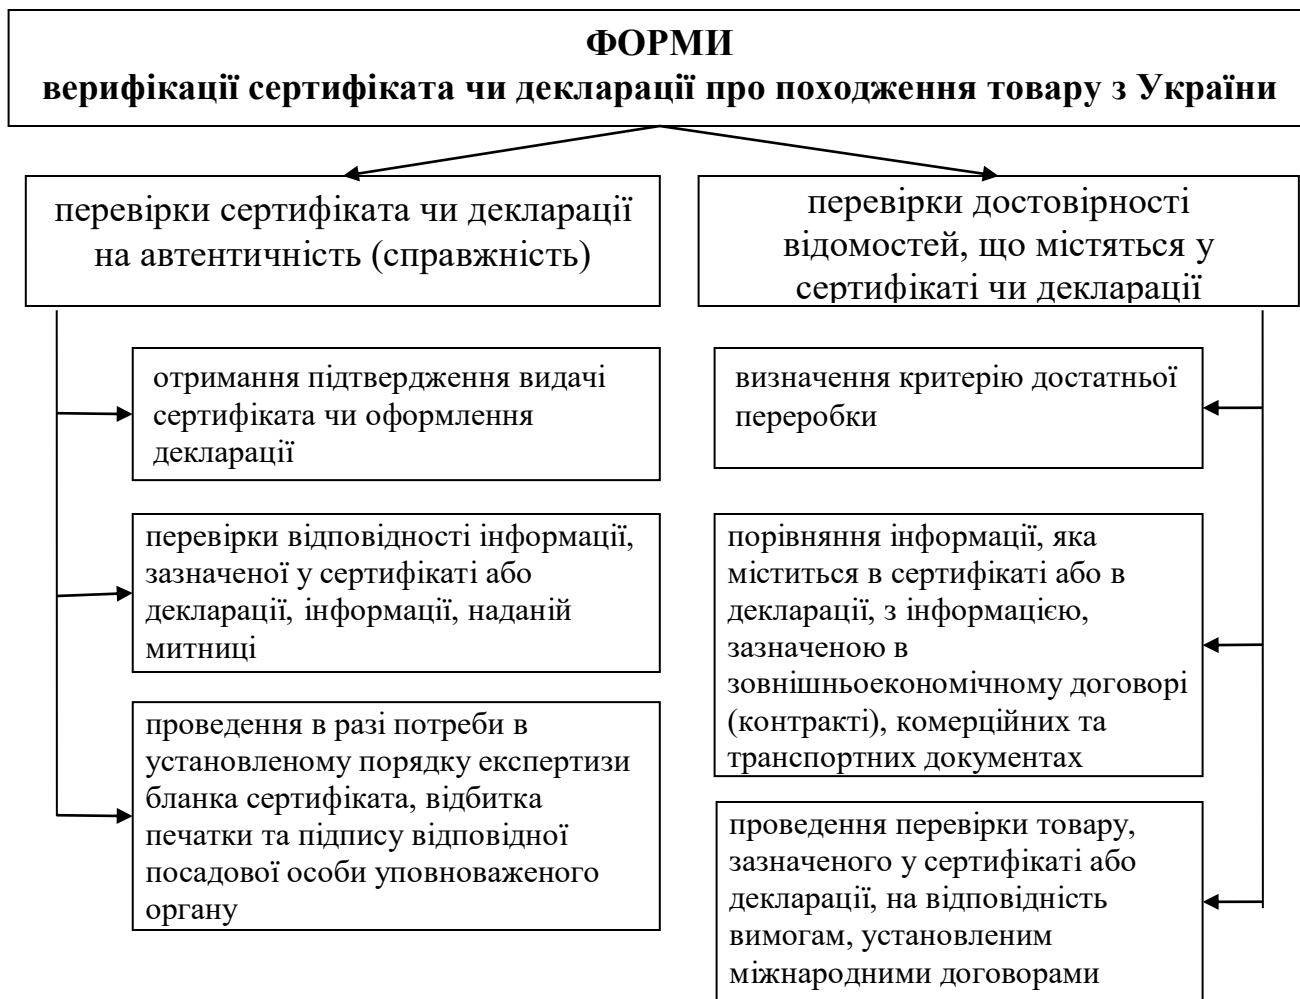 ФОРМИ
верифікації сертифіката чи декларації про походження товару з України
перевірки сертифіката чи декларації
на автентичність (справжність)
отримання підтвердження видачі
сертифіката чи оформлення
декларації
перевірки відповідності інформації,
зазначеної у сертифікаті або
декларації, інформації, наданій
митниці
проведення в разі потреби в
установленому порядку експертизи
бланка сертифіката, відбитка
печатки та підпису відповідної
посадової особи уповноваженого
органу
перевірки достовірності
відомостей, що містяться у
сертифікаті чи декларації
визначення критерію достатньої
переробки
порівняння інформації, яка
міститься в сертифікаті або в
декларації, з інформацією,
зазначеною в
зовнішньоекономічному договорі
(контракті), комерційних та
транспортних документах
проведення перевірки товару,
зазначеного у сертифікаті або
декларації, на відповідність
вимогам, установленим
міжнародними договорами